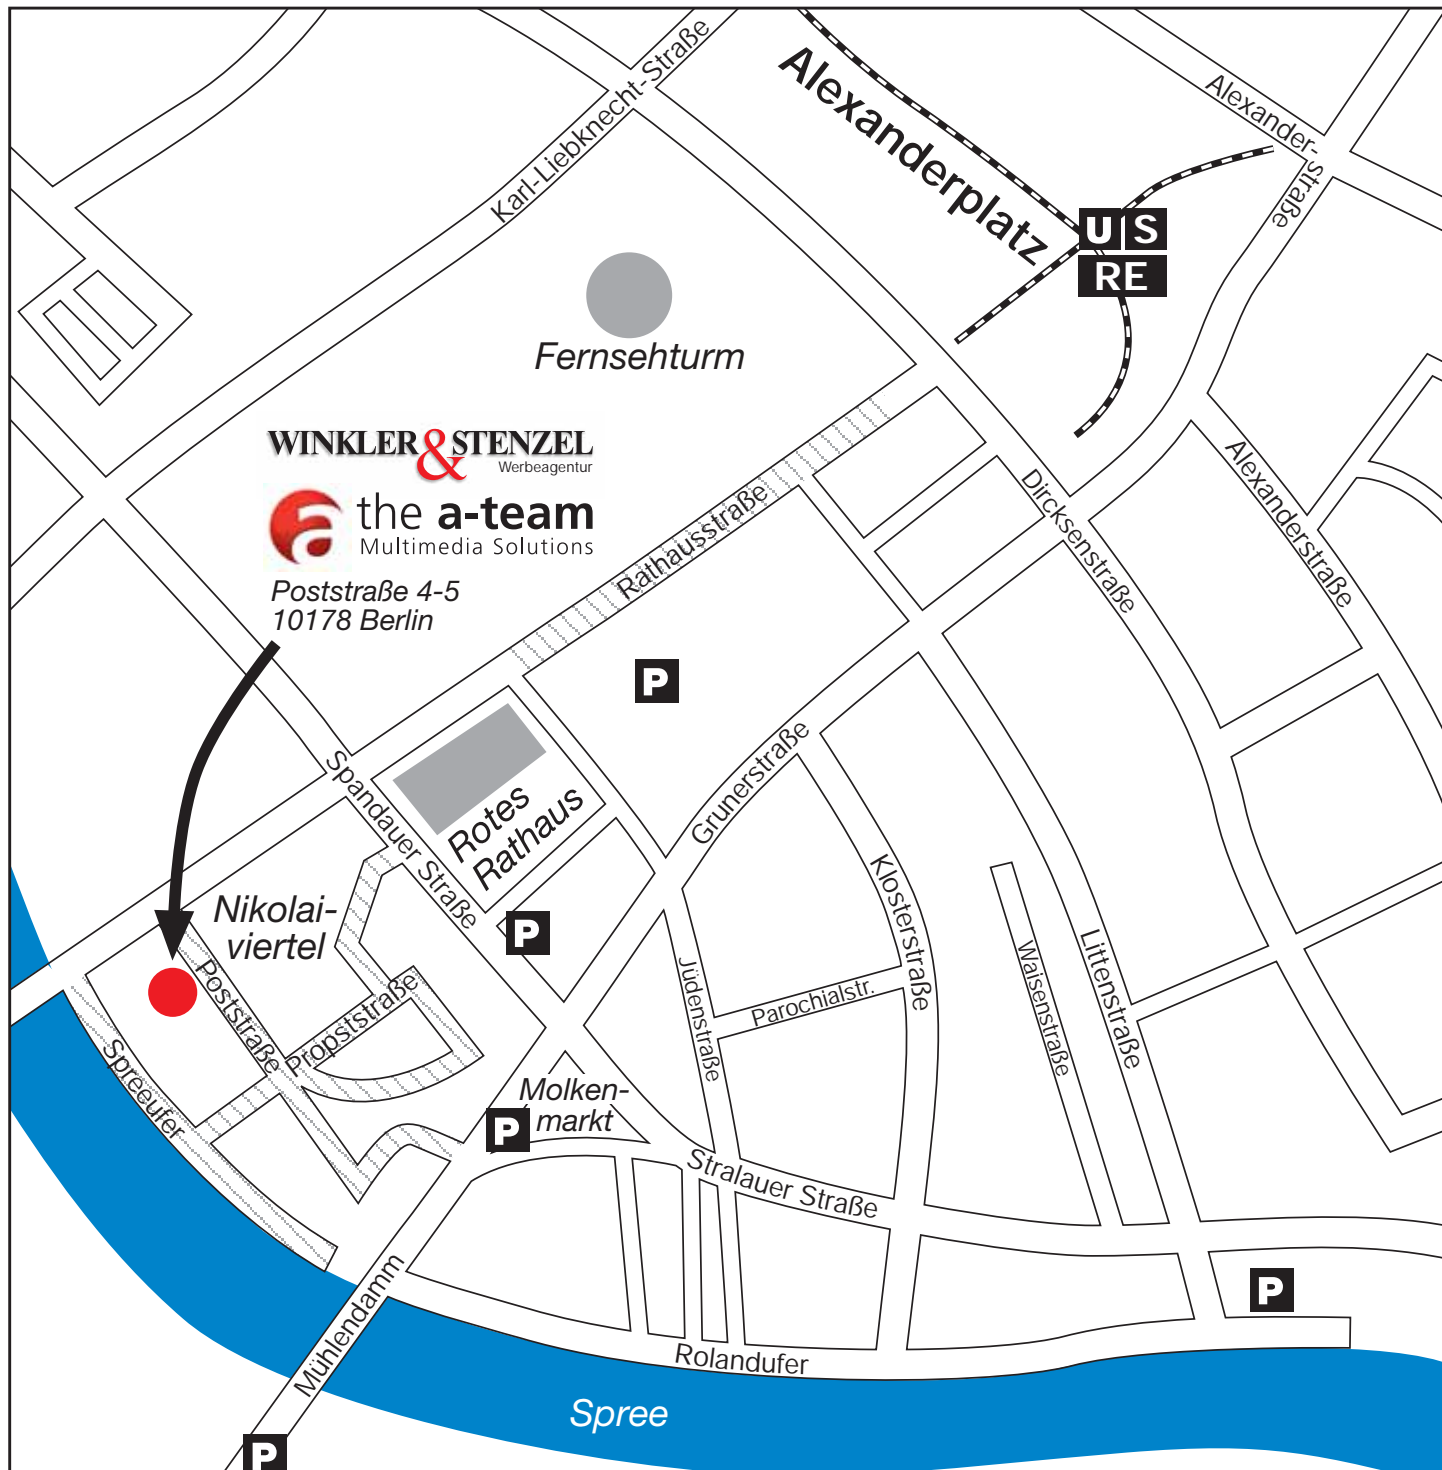 Karl-Liebknecht-Straße
Alexanderplatz
Alexander-
straße
U S
RE
Fernsehturm
WINKLER&STENZEL
Werbeagentur
a
the a-team
Multimedia Solutions
Poststraße 4-5
10178 Berlin
Rathausstraße
Dircksenstraße
Alexanderstraße
P
Spandauer Straße
Rotes
Rathaus
Grunerstraße
P
Nikolai-
viertel
Klosterstraße
Littenstraße
Waisenstraße
Jüdenstraße
Parochialstr.
Poststraße
Propststraße
Spreeufer
Molken-
markt
P
Stralauer Straße
P
Mühlendamm
Rolandufer
Spree
P